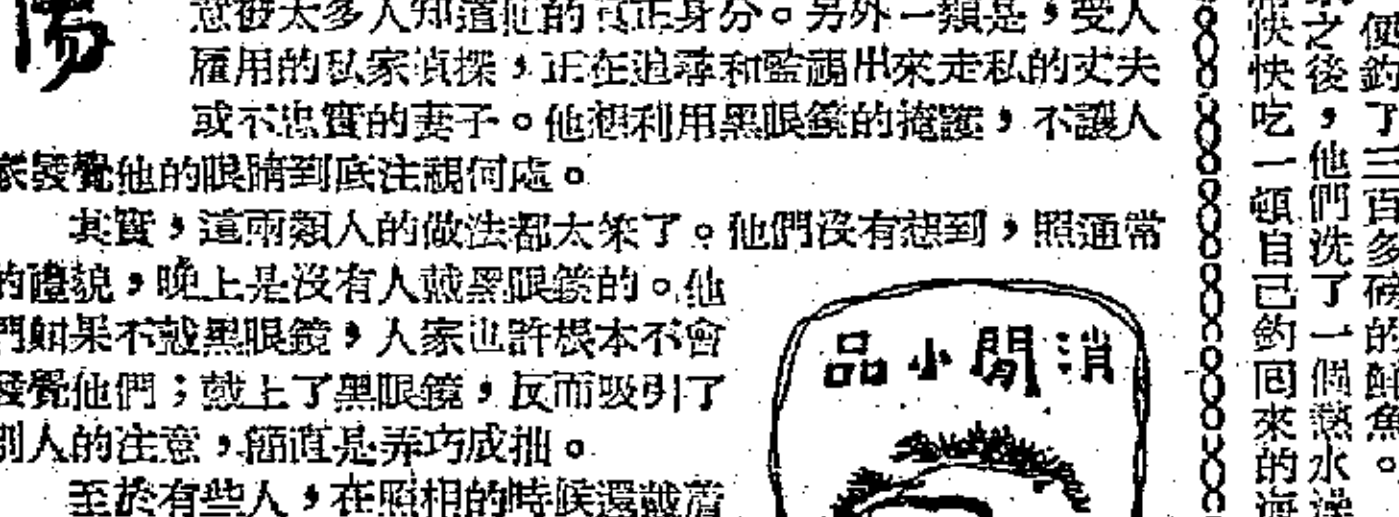 意被太多人知道他的真正身分。另外一類是，受人
雇用的私家偵探，正在追尋和監視出來走私的丈夫
或不忠實的妻子。他想利用黑眼鏡的掩護，不讓人
家發覺他的眼睛到底注視何處。
其實，這兩類人的做法都太笨了。他們沒有想到，照通常
的禮貌，晚上是沒有人戴黑眼鏡的。他
們如果不戴黑眼鏡，人家也許根本不會
發覺他們；戴上了黑眼鏡，反而吸引了
別人的注意，簡直是弄巧成拙。
至於有些人，在照相的時候還戴着
消閒小品
便釣了三百多磅的魚。
之後，他們洗了一個熱水澡
快快吃一頓自己釣回來的海